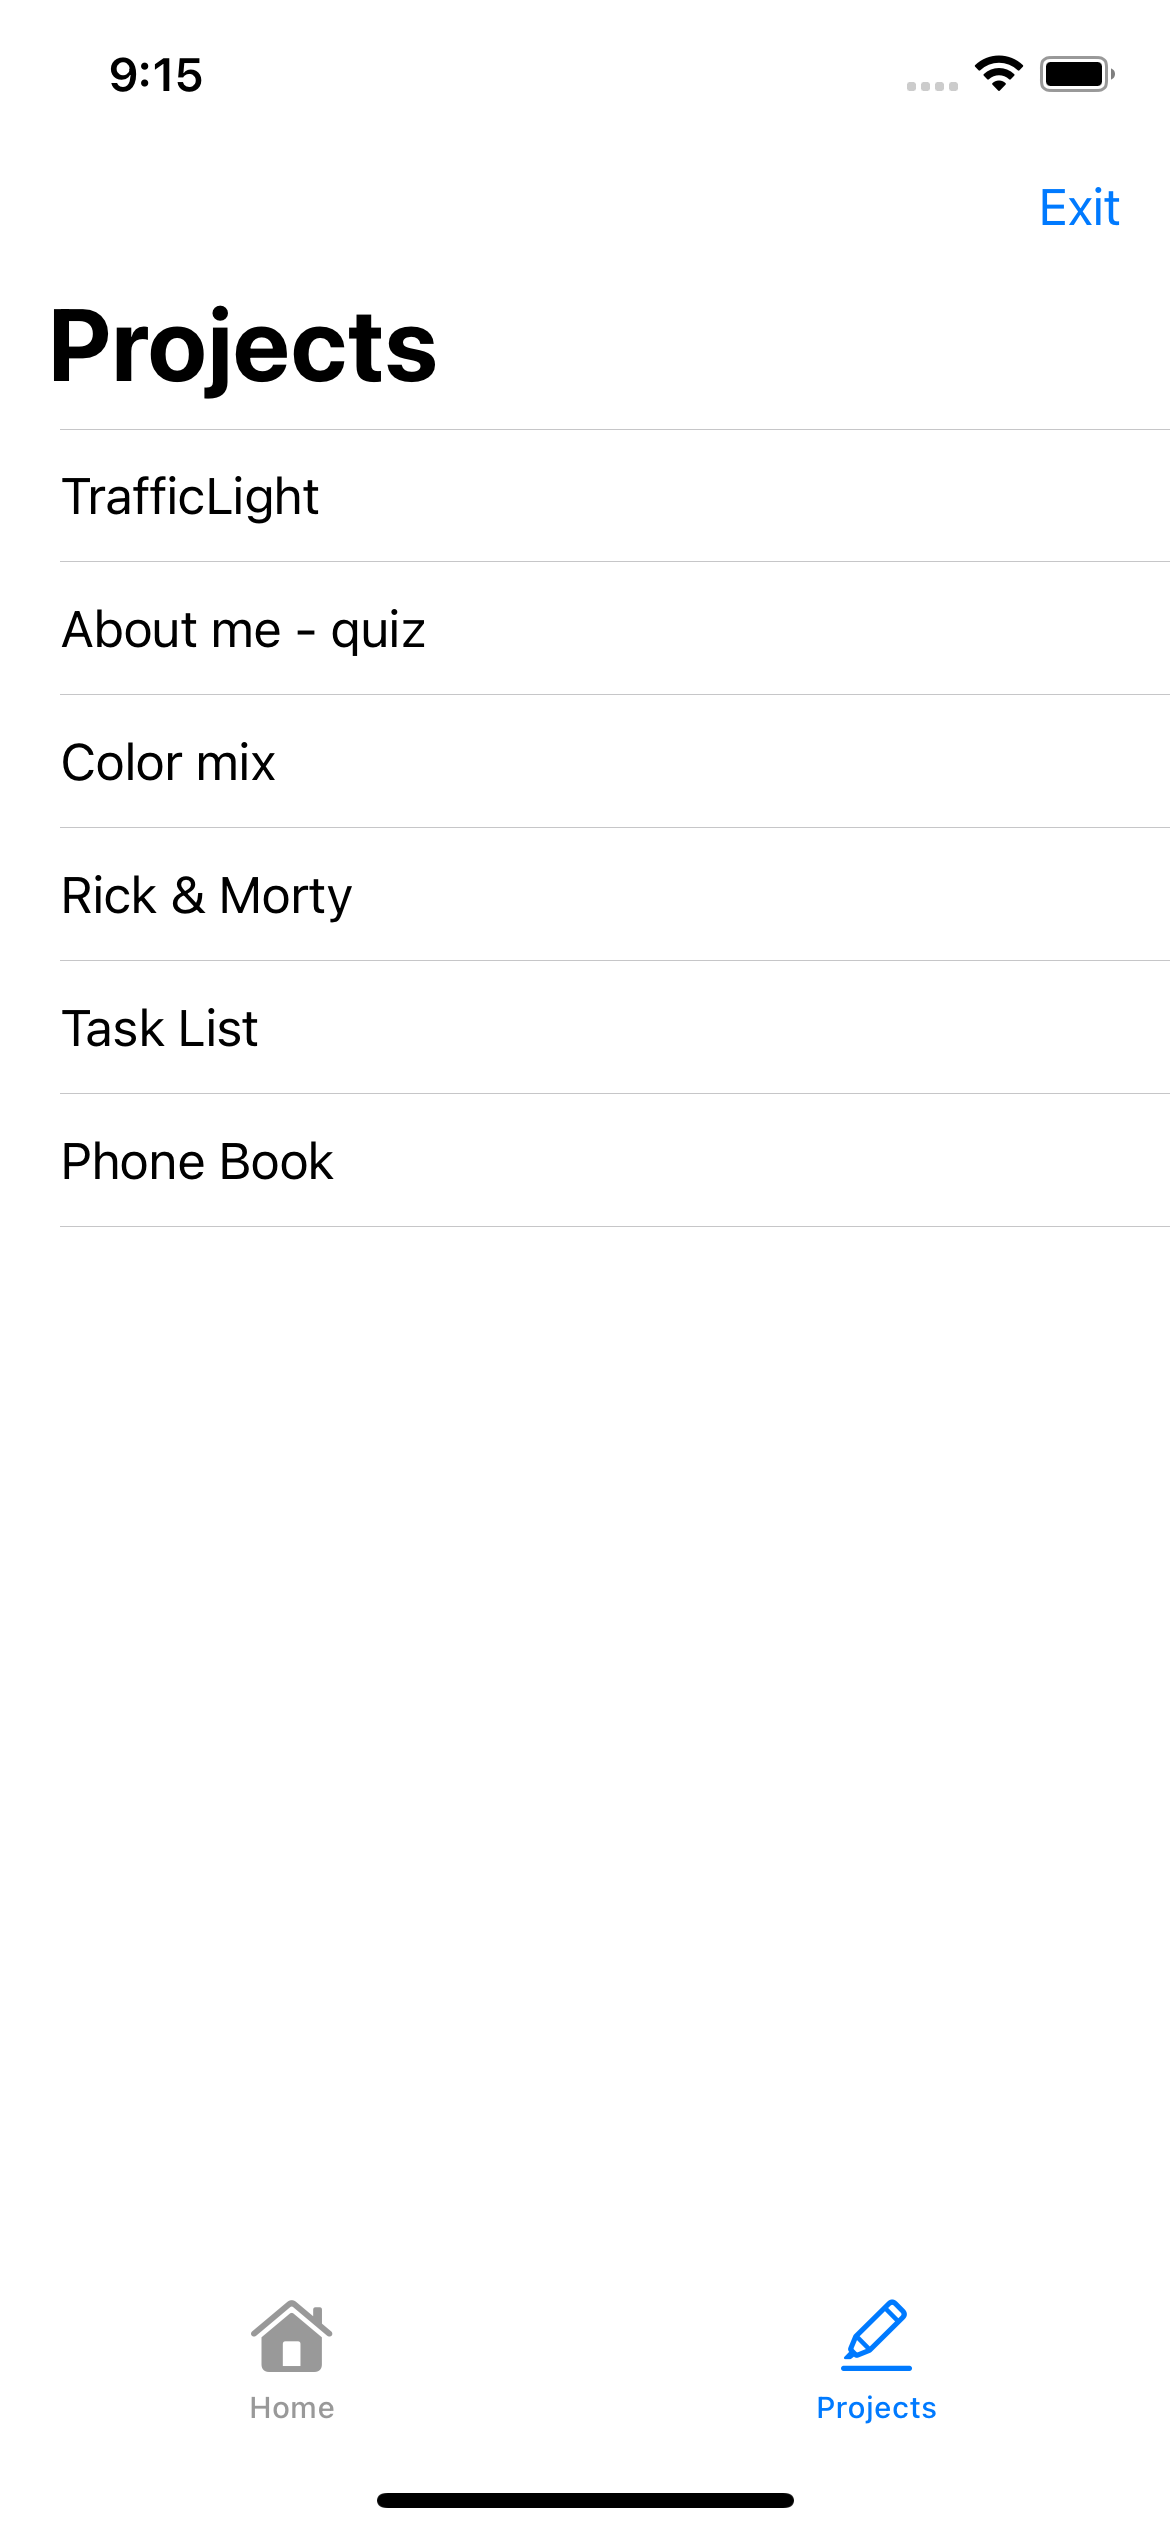 9:15
Exit
Projects
TrafficLight
About me - quiz
Color mix
Rick & Morty
Task List
Phone Book
Home
Projects